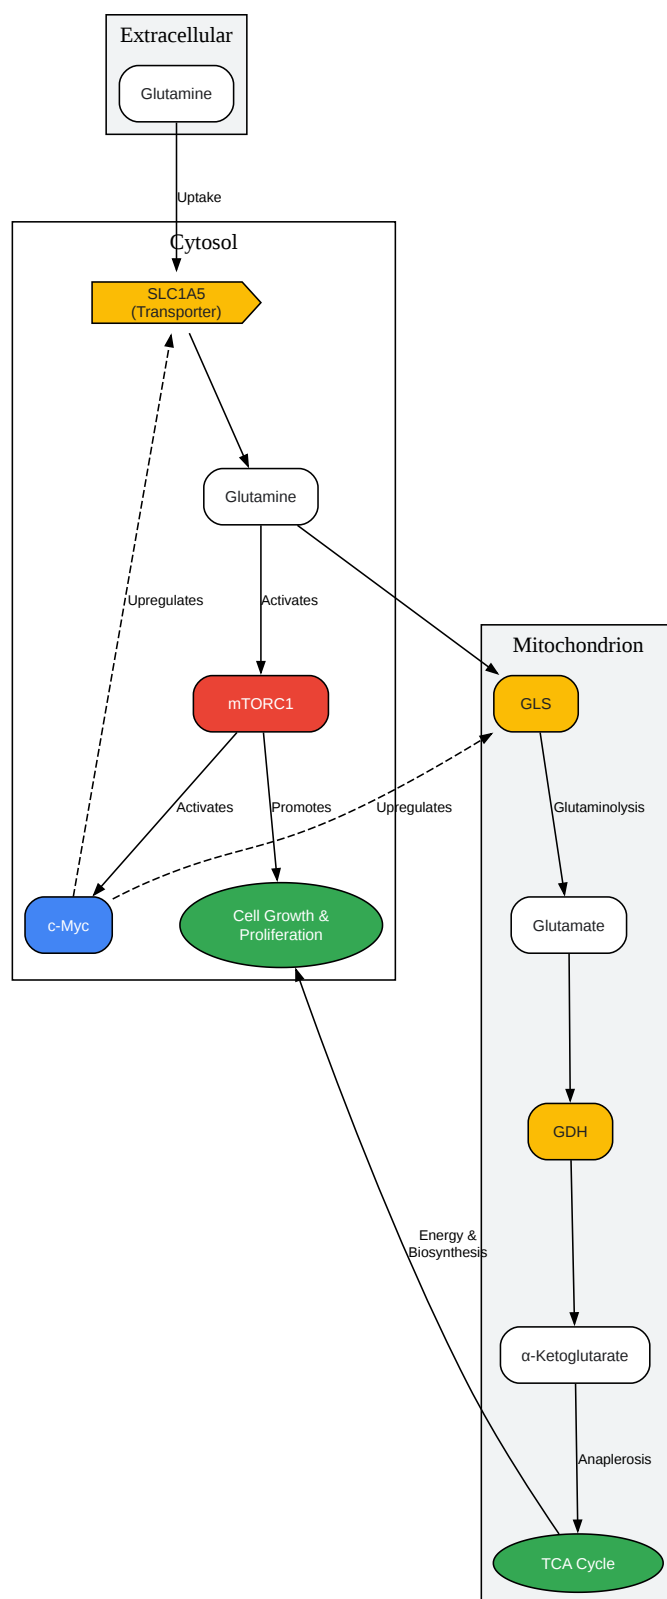 Extracellular
Glutamine
Uptake
Cytosol
SLC1A5
(Transporter)
Glutamine
Upregulates
Activates
Mitochondrion
mTORC1
GLS
Activates
Promotes
Upregulates
Glutaminolysis
c-Myc
Cell Growth &
Proliferation
Glutamate
GDH
Energy &
Biosynthesis
α-Ketoglutarate
Anaplerosis
TCA Cycle